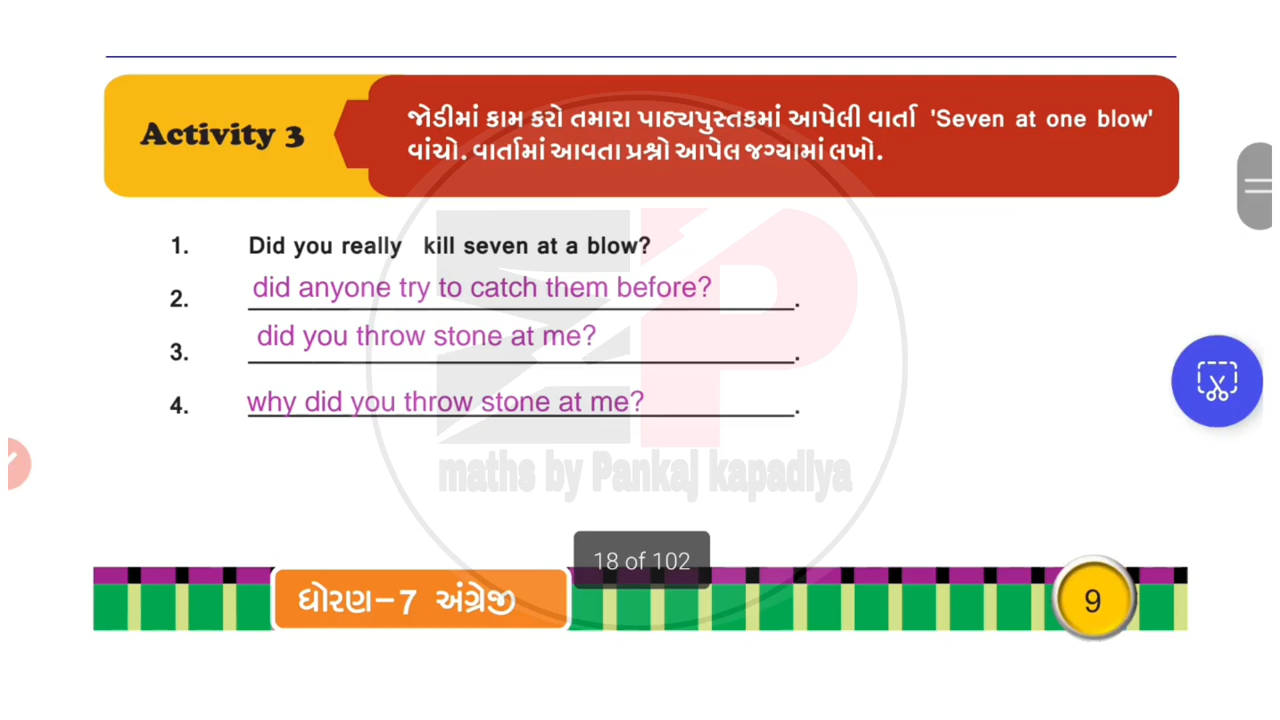 Activity 3
જોડીમાં કામ કરો તમારા પાઠ્યપુસ્તકમાં આપેલી વાર્તા 'Seven at one blow'
વાંચો. વાર્તામાં આવતા પ્રશ્નો આપેલ જગ્યામાં લખો.
1. Did you really kill seven at a blow?
2. did anyone try to catch them before? .
3. did you throw stone at me? .
4. why did you throw stone at me? .
maths by Pankaj kapadiya
18 of 102
ધોરણ–7 અંગ્રેજી
9